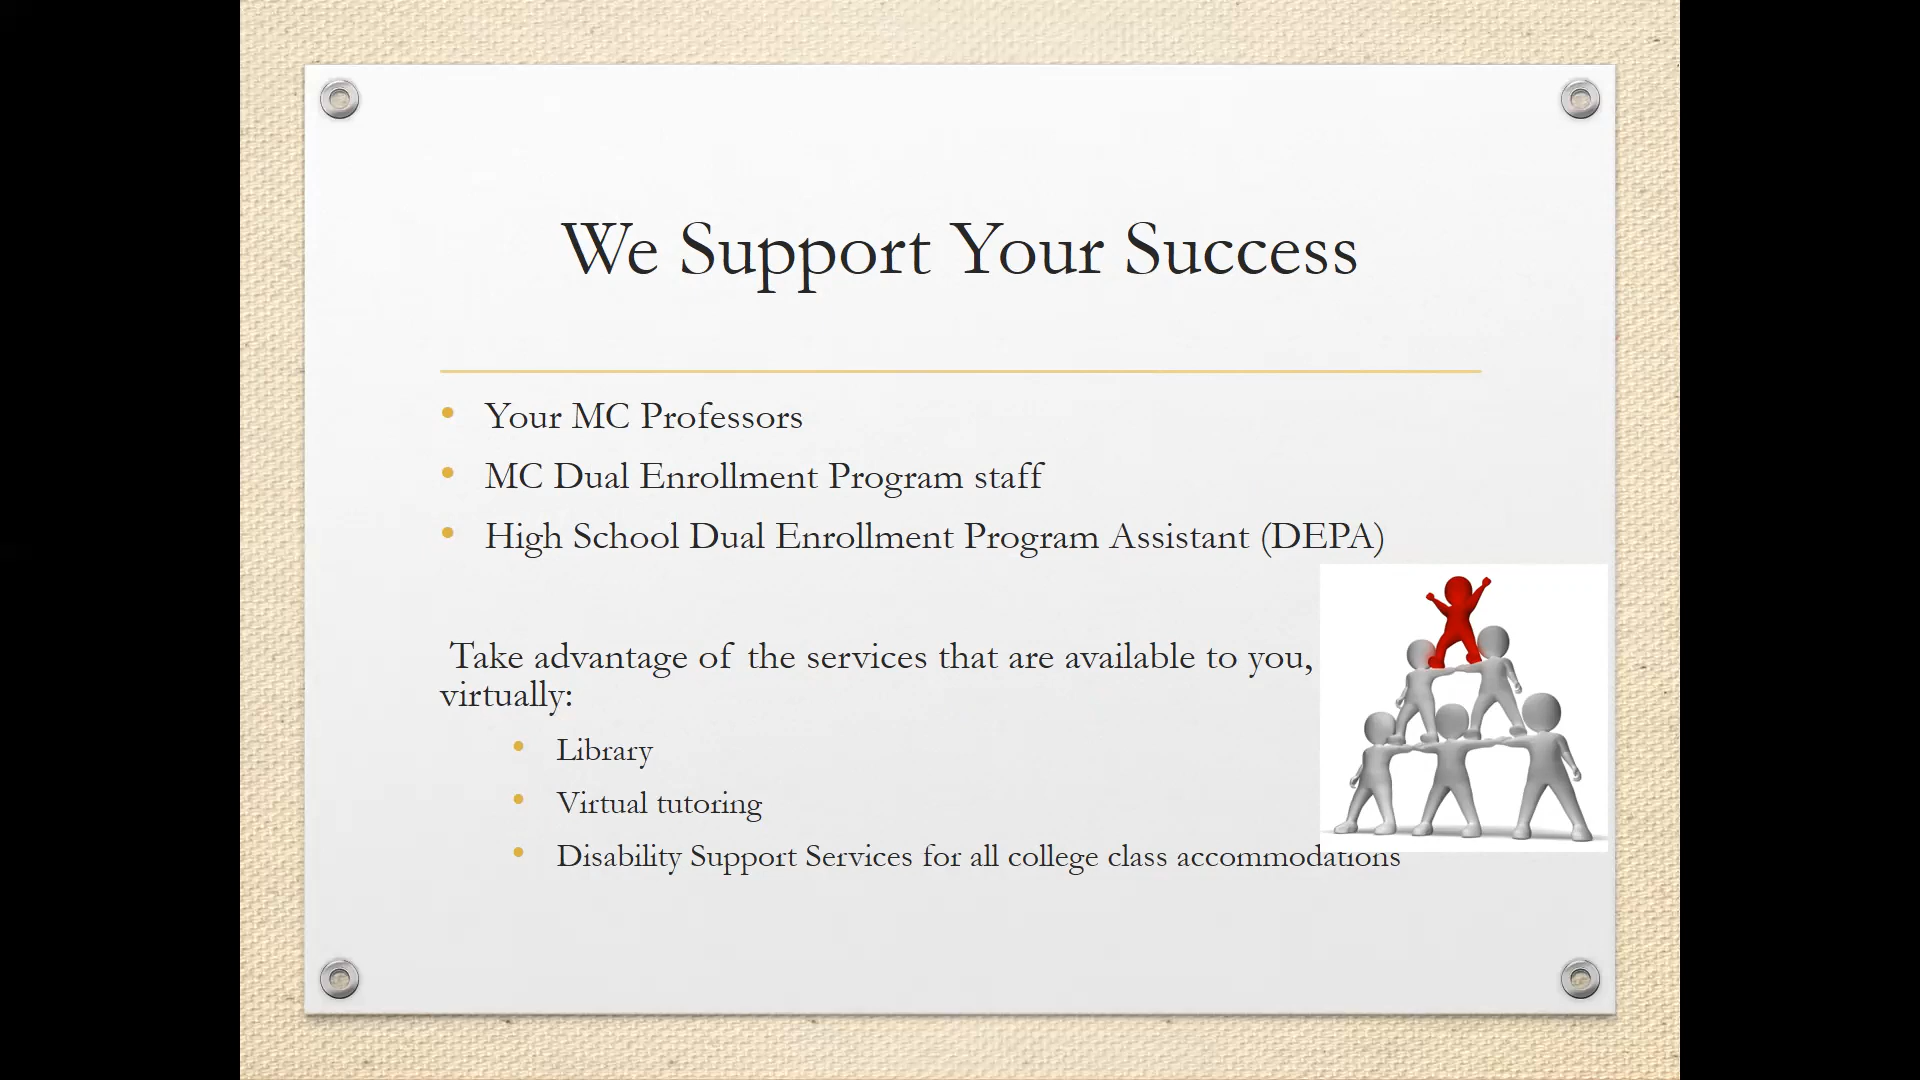 We Support Your Success
• Your MC Professors
• MC Dual Enrollment Program staff
• High School Dual Enrollment Program Assistant (DEPA)
Take advantage of the services that are available to you,
virtually:
• Library
• Virtual tutoring
• Disability Support Services for all college class accommodations